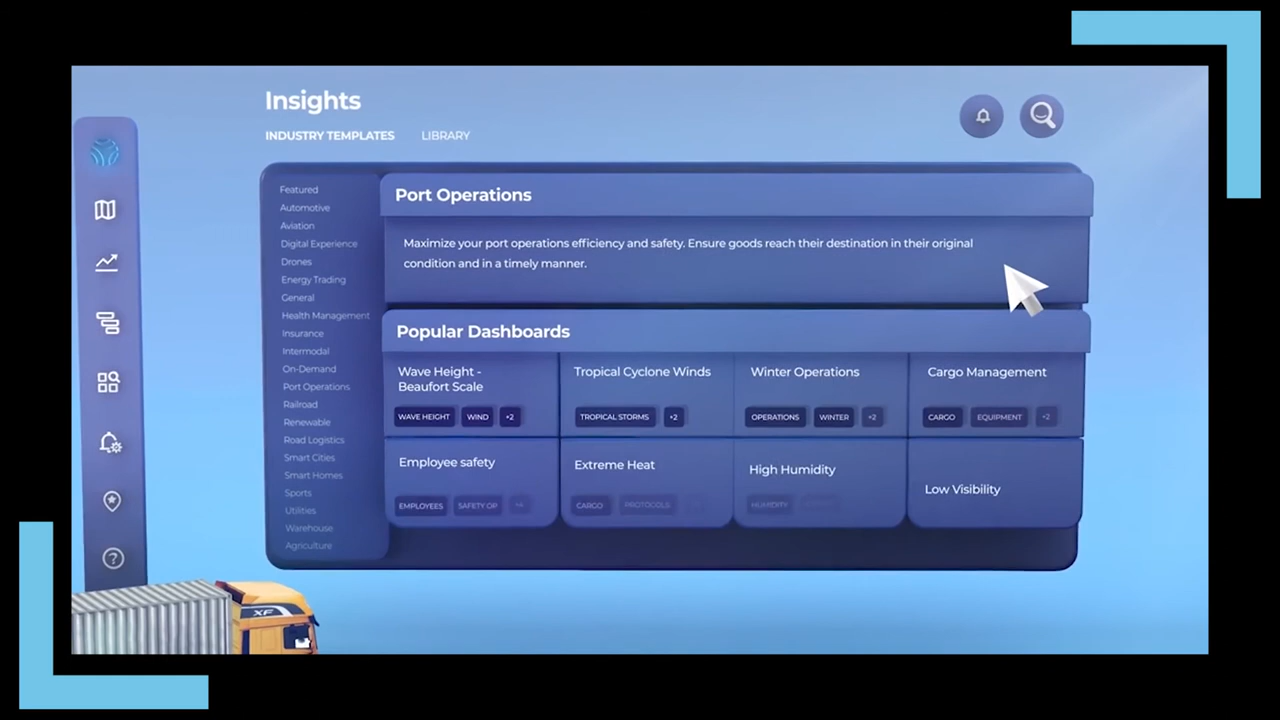 Insights
INDUSTRY TEMPLATES
LIBRARY
Featured
Automotive
Aviation
Digital Experience
Drones
Energy Trading
General
Health Management
Insurance
Intermodal
On-Demand
Port Operations
Railroad
Renewable
Road Logistics
Smart Cities
Smart Homes
Sports
Utilities
Warehouse
Agriculture
Port Operations
Maximize your port operations efficiency and safety. Ensure goods reach their destination in their original
condition and in a timely manner.
Popular Dashboards
Wave Height -
Beaufort Scale
WAVE HEIGHT WIND +2
Tropical Cyclone Winds
TROPICAL STORMS +2
Winter Operations
OPERATIONS WINTER +2
Cargo Management
CARGO EQUIPMENT +2
Employee safety
EMPLOYEES SAFETY OP +4
Extreme Heat
CARGO PROTOCOLS
High Humidity
HUMIDITY
Low Visibility
?
XF